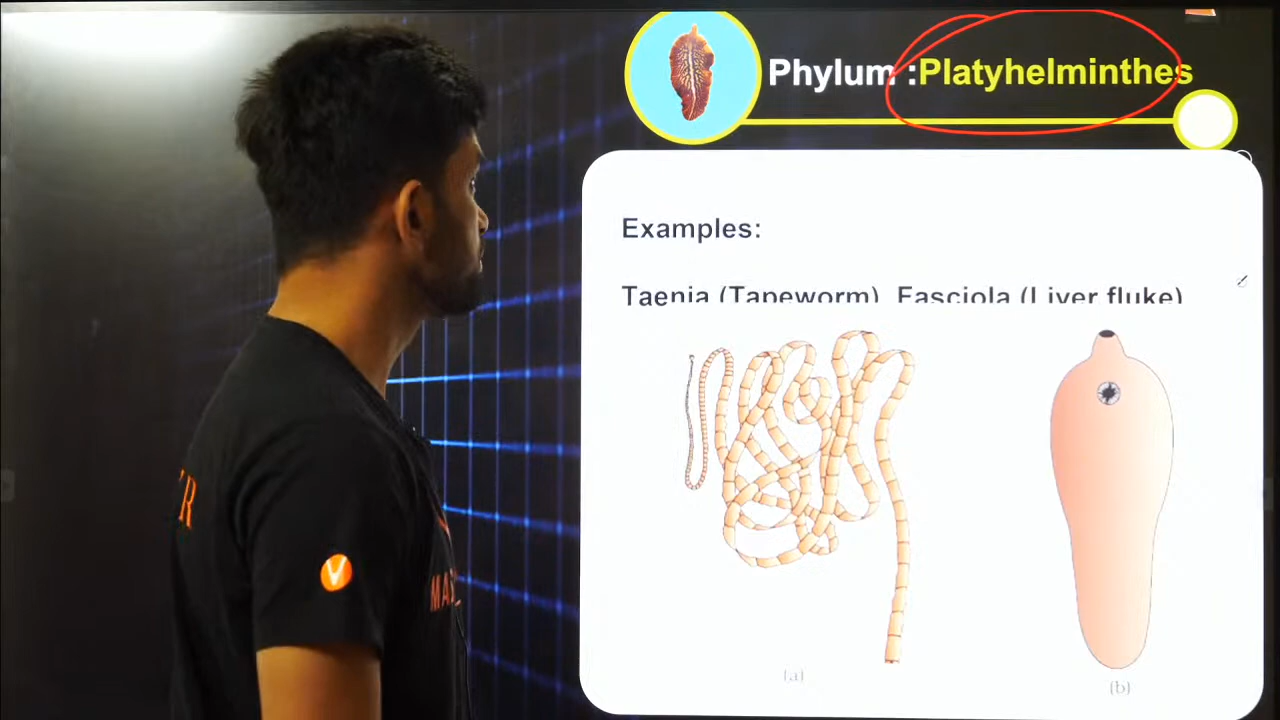 Phylum :Platyhelminthes
Examples:
Taenia (Tapeworm), Fasciola (Liver fluke)
(a)
(b)
V